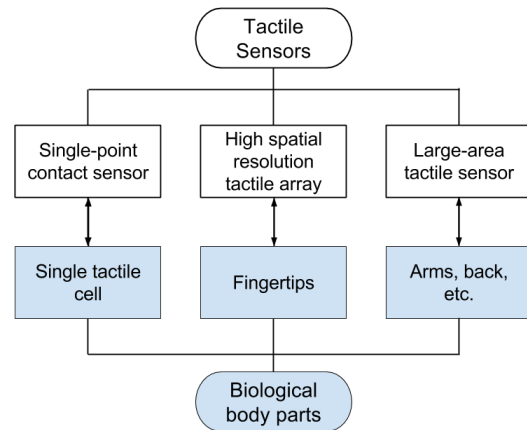 Tactile
Sensors
Single-point
contact sensor
High spatial
resolution
tactile array
Large-area
tactile sensor
Single tactile
cell
Fingertips
Arms, back,
etc.
Biological
body parts